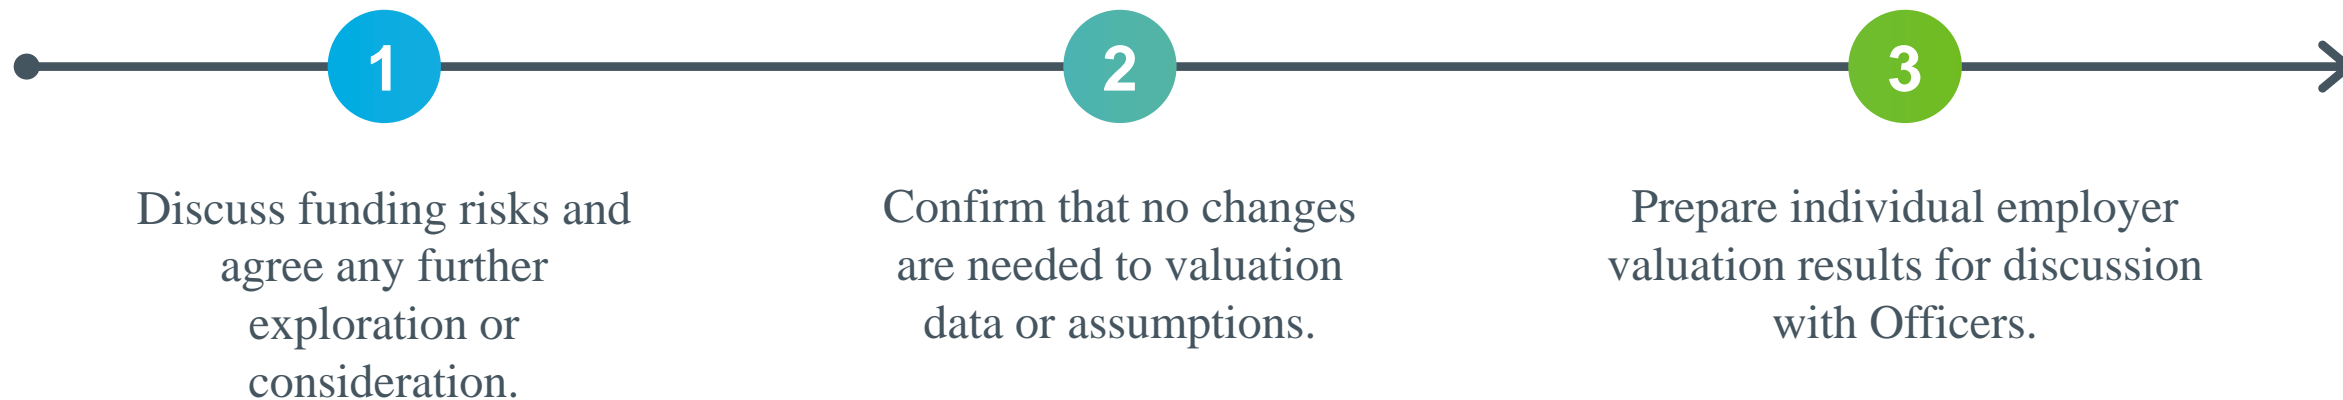 1
Discuss funding risks and
agree any further
exploration or
consideration.
2
Confirm that no changes
are needed to valuation
data or assumptions.
3
Prepare individual employer
valuation results for discussion
with Officers.